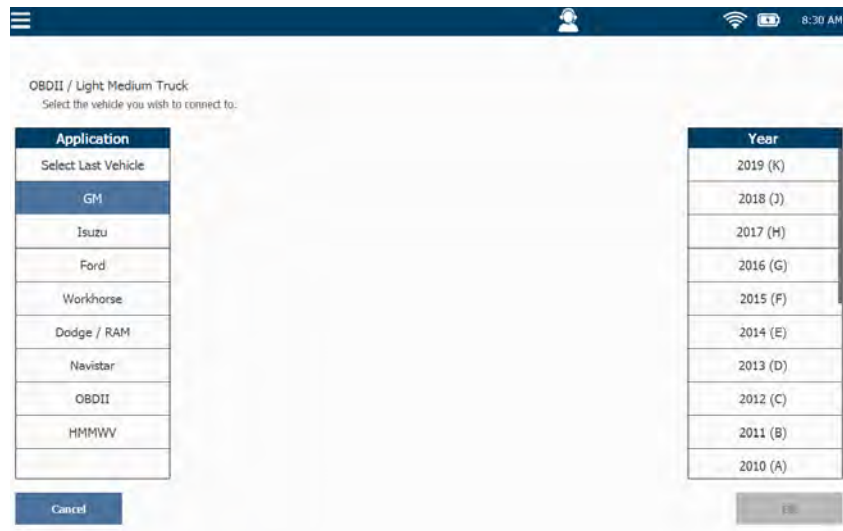 8:30 AM
OBDII / Light Medium Truck
Select the vehicle you wish to connect to.
Application
Select Last Vehicle
GM
Isuzu
Ford
Workhorse
Dodge / RAM
Navistar
OBDII
HMMWV
Cancel
Year
2019 (K)
2018 (J)
2017 (H)
2016 (G)
2015 (F)
2014 (E)
2013 (D)
2012 (C)
2011 (B)
2010 (A)